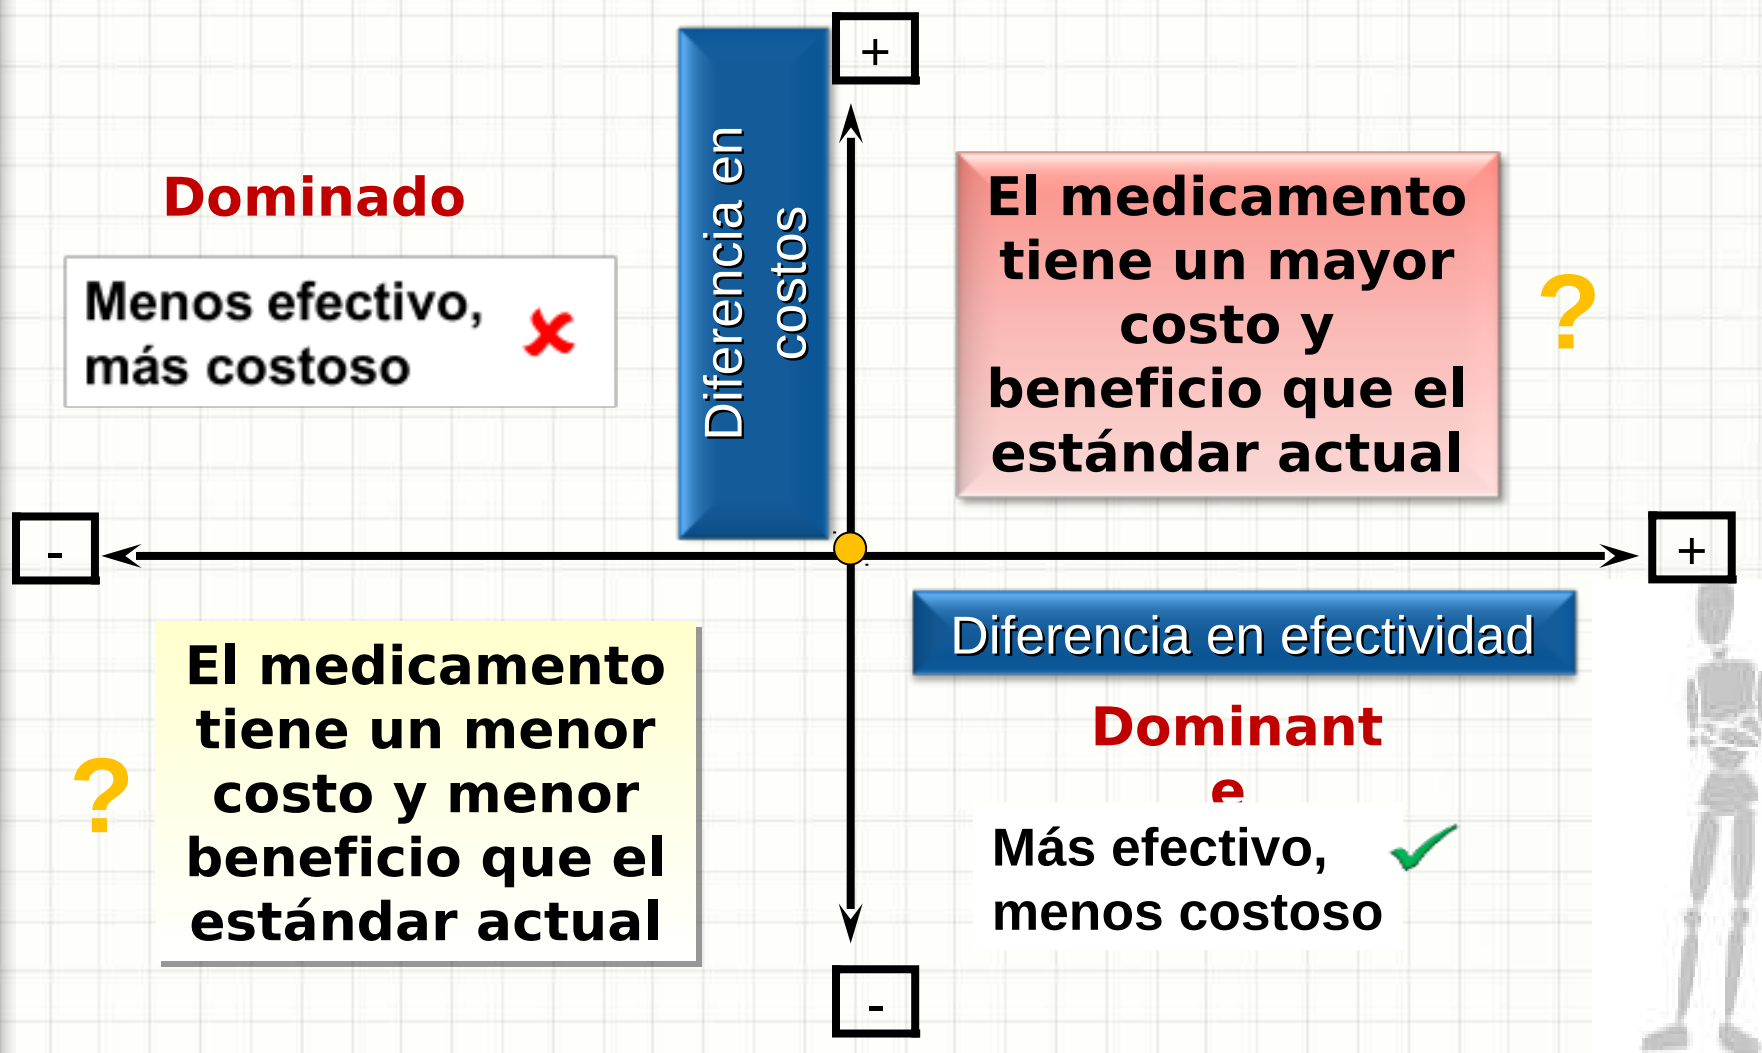 +
Diferencia en
costos
Dominado
Menos efectivo,
más costoso
El medicamento
tiene un mayor
costo y
beneficio que el
estándar actual
?
-
+
Diferencia en efectividad
El medicamento
tiene un menor
costo y menor
beneficio que el
estándar actual
?
Dominant
e
Más efectivo,
menos costoso
-